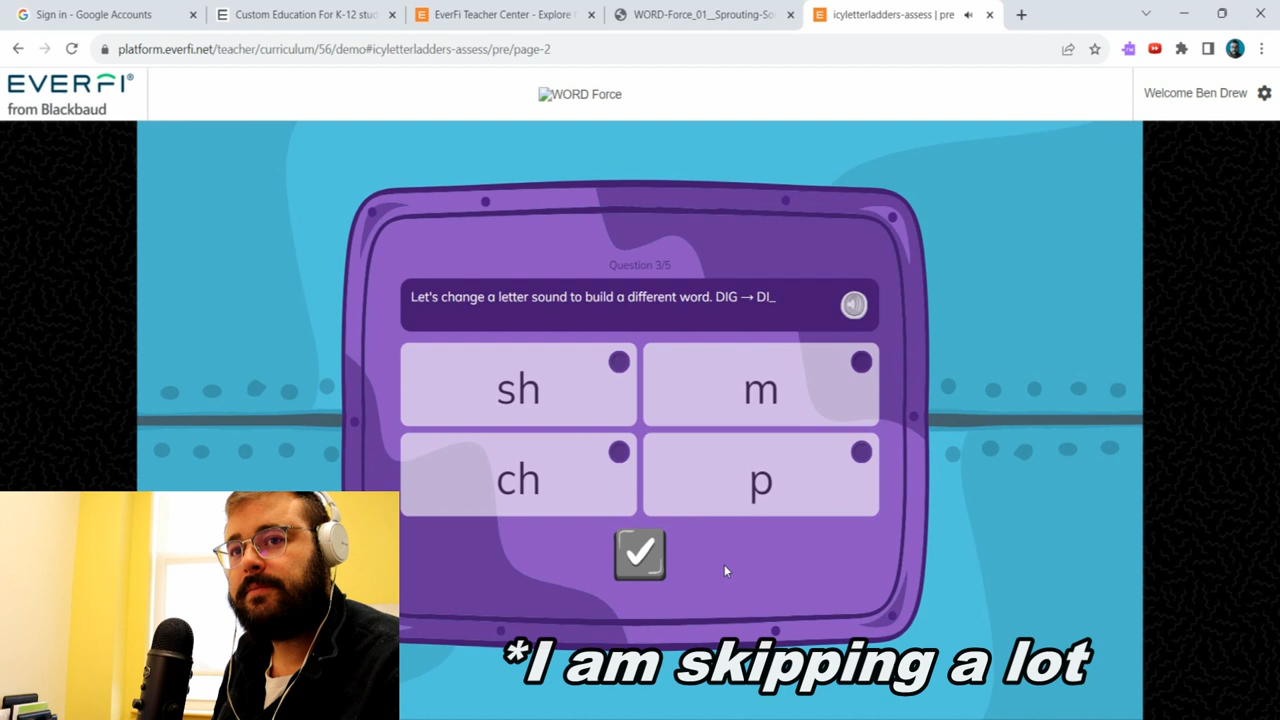 Sign in - Google Accounts
Custom Education For K-12 stud
EverFi Teacher Center - Explore
WORD-Force_01__Sprouting-So
icyletterladders-assess | pre
platform.everfi.net/teacher/curriculum/56/demo#icyletterladders-assess/pre/page-2
EVERFI®
from Blackbaud
WORD Force
Welcome Ben Drew
Question 3/5
Let's change a letter sound to build a different word. DIG → DI_
sh
m
ch
p
*I am skipping a lot